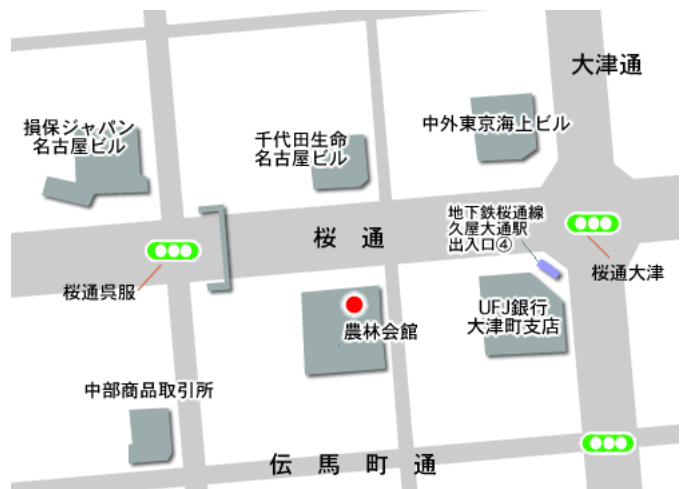 大津通
損保ジャパン
名古屋ビル
千代田生命
名古屋ビル
中外東京海上ビル
地下鉄桜通線
久屋大通駅
出入口④
桜通
桜通呉服
桜通大津
農林会館
UFJ銀行
大津町支店
中部商品取引所
伝馬町通